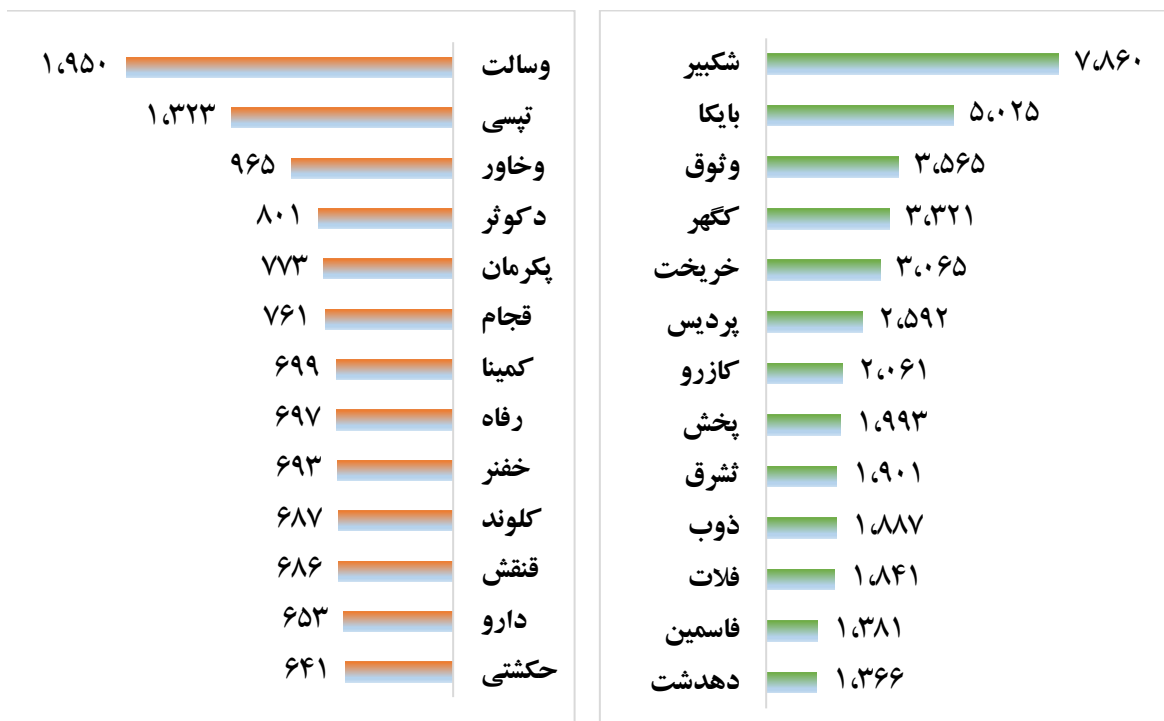 شکبیر ۷،۸۶۰
بایکا ۵،۰۲۵
وثوق ۳،۵۶۵
کگهر ۳،۳۲۱
خریخت ۳،۰۶۵
پردیس ۲،۵۹۲
کازرو ۲،۰۶۱
پخش ۱،۹۹۳
ثشرق ۱،۹۰۱
ذوب ۱،۸۸۷
فلات ۱،۸۴۱
فاسمین ۱،۳۸۱
دهدشت ۱،۳۶۶
وسالت ۱،۹۵۰
تپسی ۱،۳۲۳
وخاور ۹۶۵
دکوثر ۸۰۱
پکرمان ۷۷۳
قجام ۷۶۱
کمینا ۶۹۹
رفاه ۶۹۷
خفنر ۶۹۳
کلوند ۶۸۷
قنقش ۶۸۶
دارو ۶۵۳
حکشتی ۶۴۱